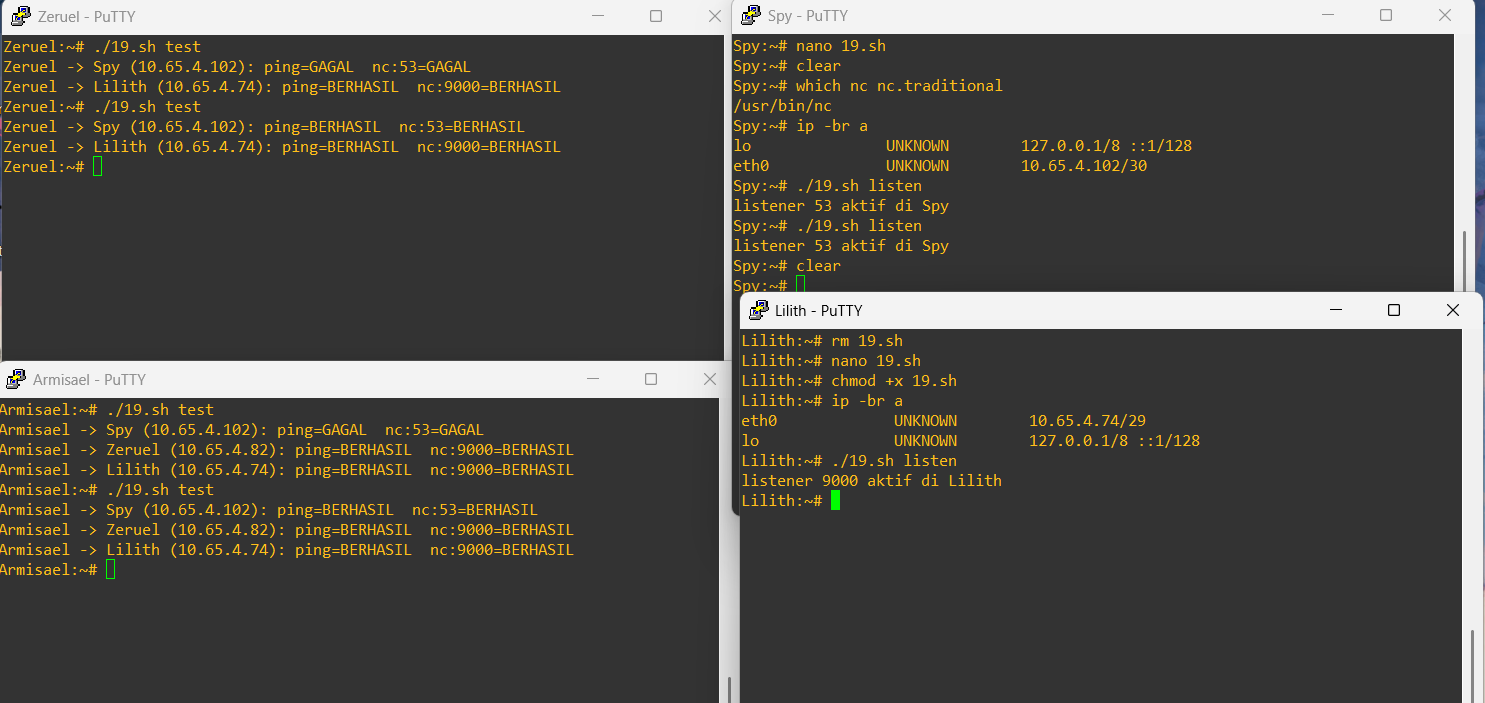 Zeruel - PuTTY
Zeruel:~# ./19.sh test
Zeruel -> Spy (10.65.4.102): ping=GAGAL  nc:53=GAGAL
Zeruel -> Lilith (10.65.4.74): ping=BERHASIL  nc:9000=BERHASIL
Zeruel:~# ./19.sh test
Zeruel -> Spy (10.65.4.102): ping=BERHASIL  nc:53=BERHASIL
Zeruel -> Lilith (10.65.4.74): ping=BERHASIL  nc:9000=BERHASIL
Zeruel:~#
Spy - PuTTY
Spy:~# nano 19.sh
Spy:~# clear
Spy:~# which nc nc.traditional
/usr/bin/nc
Spy:~# ip -br a
lo               UNKNOWN        127.0.0.1/8 ::1/128
eth0             UNKNOWN        10.65.4.102/30
Spy:~# ./19.sh listen
listener 53 aktif di Spy
Spy:~# ./19.sh listen
listener 53 aktif di Spy
Spy:~# clear
Spy:~#
Armisael - PuTTY
Armisael:~# ./19.sh test
Armisael -> Spy (10.65.4.102): ping=GAGAL  nc:53=GAGAL
Armisael -> Zeruel (10.65.4.82): ping=BERHASIL  nc:9000=BERHASIL
Armisael -> Lilith (10.65.4.74): ping=BERHASIL  nc:9000=BERHASIL
Armisael:~# ./19.sh test
Armisael -> Spy (10.65.4.102): ping=BERHASIL  nc:53=BERHASIL
Armisael -> Zeruel (10.65.4.82): ping=BERHASIL  nc:9000=BERHASIL
Armisael -> Lilith (10.65.4.74): ping=BERHASIL  nc:9000=BERHASIL
Armisael:~#
Lilith - PuTTY
Lilith:~# rm 19.sh
Lilith:~# nano 19.sh
Lilith:~# chmod +x 19.sh
Lilith:~# ip -br a
eth0             UNKNOWN        10.65.4.74/29
lo               UNKNOWN        127.0.0.1/8 ::1/128
Lilith:~# ./19.sh listen
listener 9000 aktif di Lilith
Lilith:~#